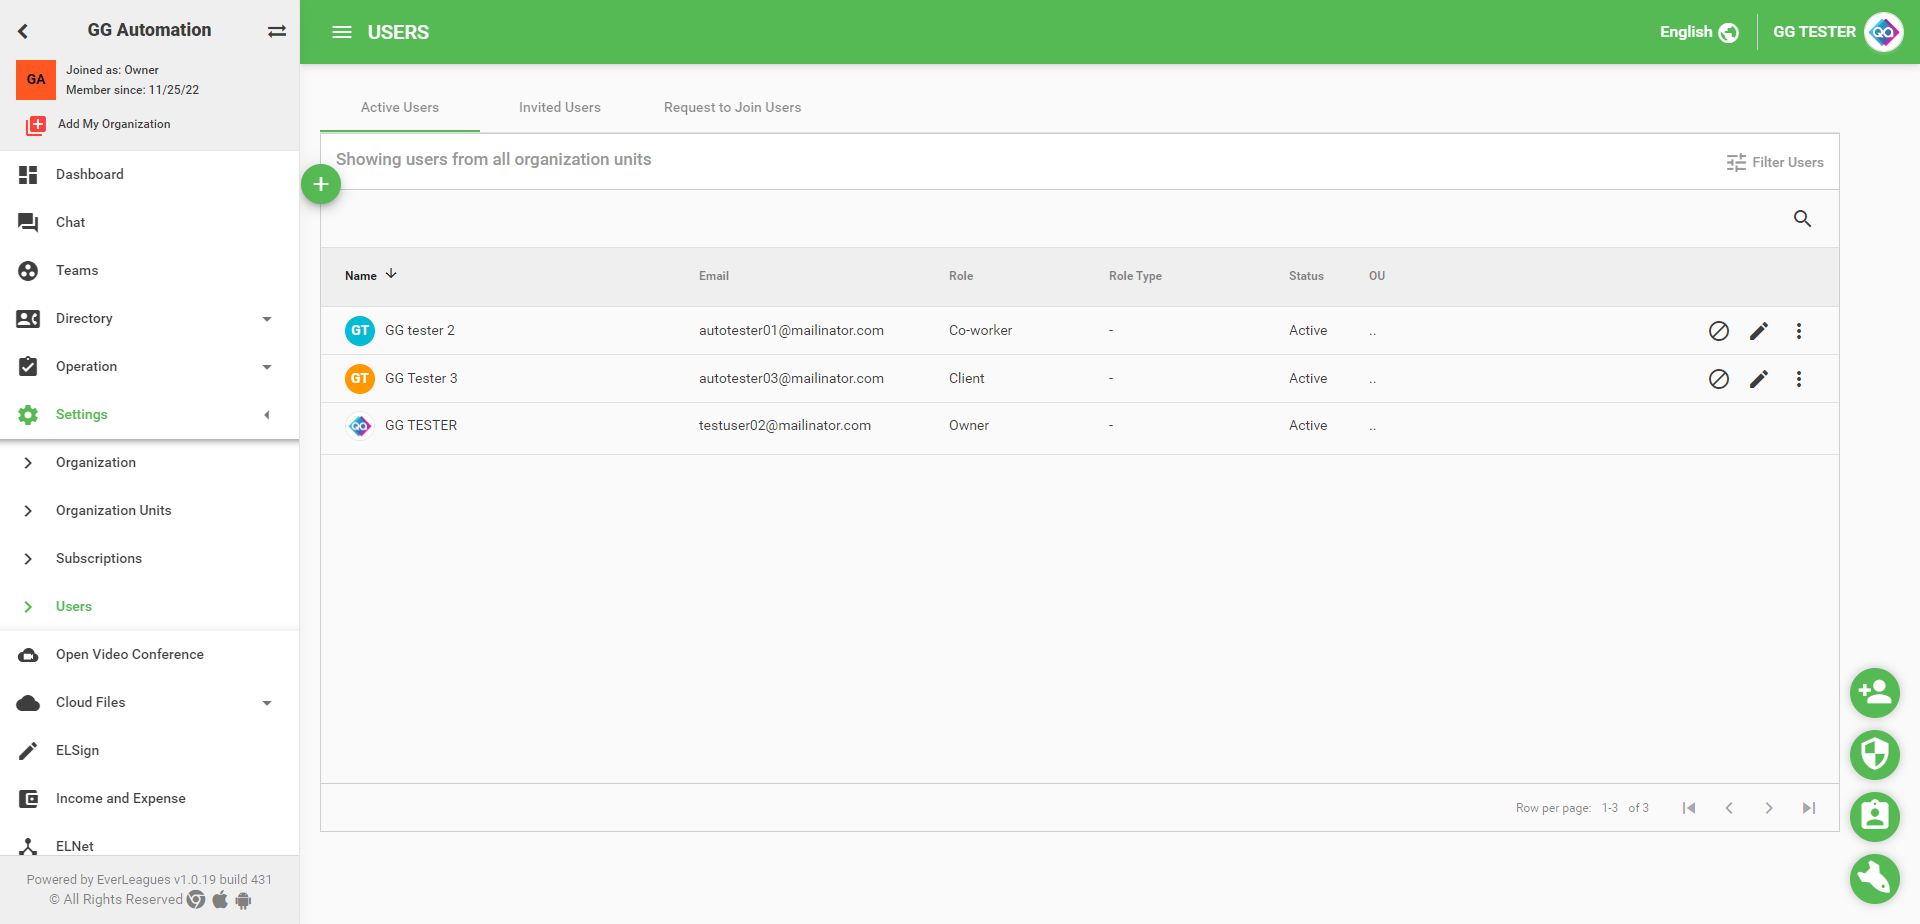 GG Automation
GA
Joined as: Owner
Member since: 11/25/22
Add My Organization
Dashboard
Chat
Teams
Directory
Operation
Settings
Organization
Organization Units
Subscriptions
Users
Open Video Conference
Cloud Files
ELSign
Income and Expense
ELNet
Powered by EverLeagues v1.0.19 build 431
© All Rights Reserved
USERS
English
GG TESTER
QA
Active Users Invited Users Request to Join Users
Showing users from all organization units
Filter Users
+
Name Email Role Role Type Status OU
GT GG tester 2 autotester01@mailinator.com Co-worker - Active ..
GT GG Tester 3 autotester03@mailinator.com Client - Active ..
QA GG TESTER testuser02@mailinator.com Owner - Active ..
Row per page: 1-3 of 3